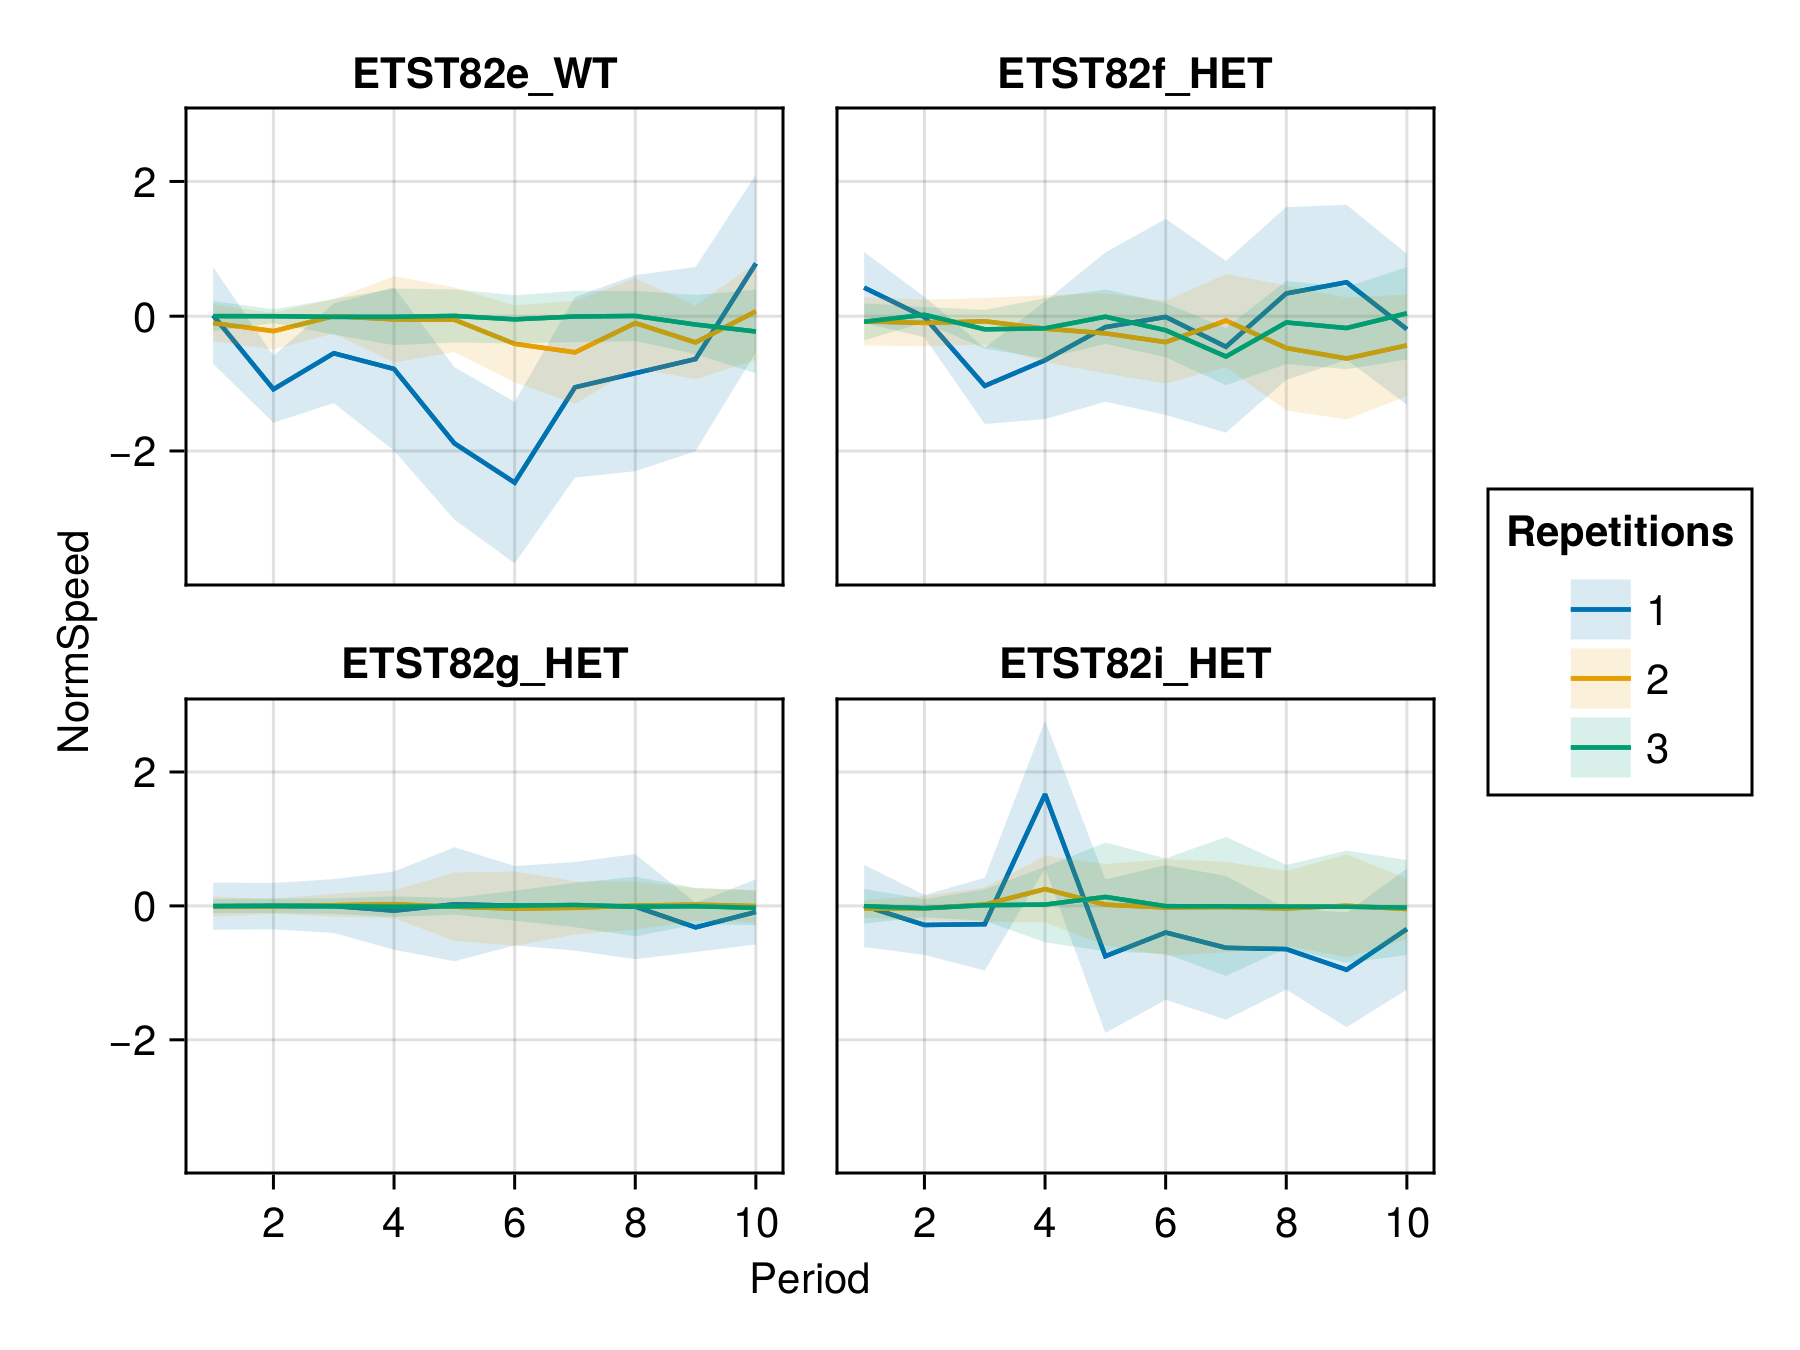 ETST82e_WT
ETST82f_HET
2
0
−2
NormSpeed
ETST82g_HET
ETST82i_HET
2
0
−2
2 4 6 8 10
2 4 6 8 10
Period
Repetitions
1
2
3